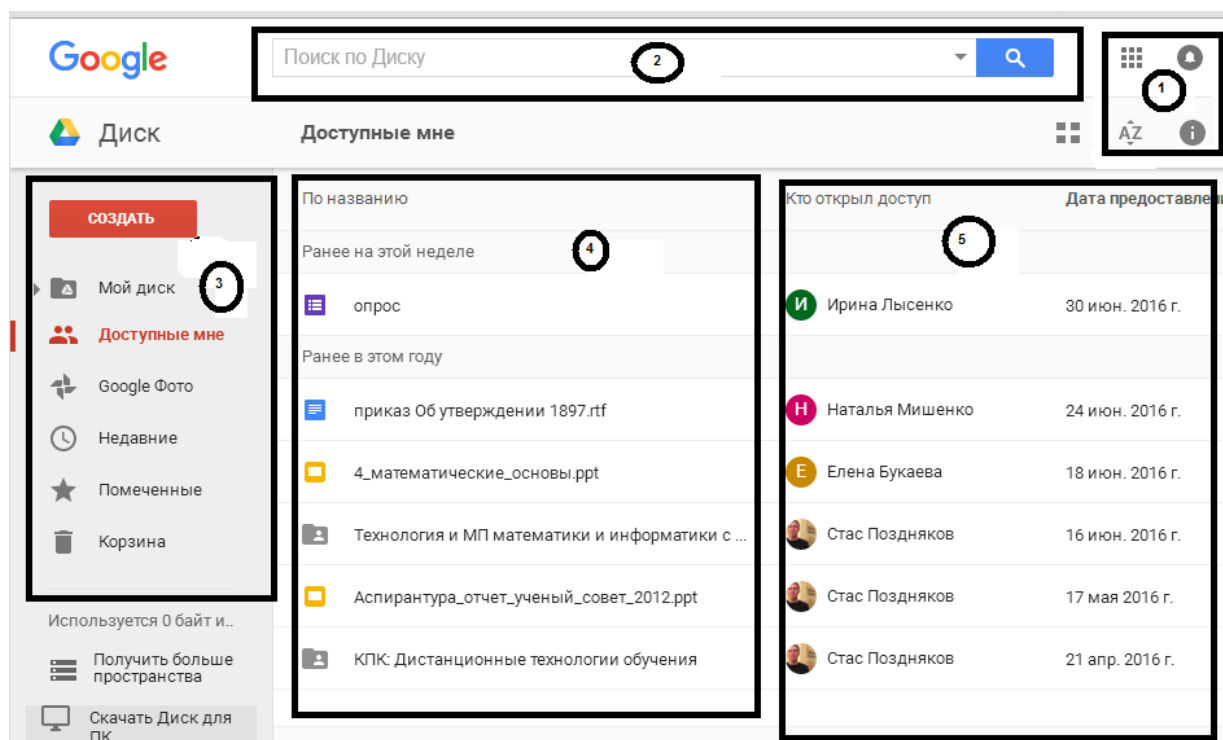 Google
Поиск по Диску
2
1
Диск
Доступные мне
AZ
СОЗДАТЬ
3
Мой диск
Доступные мне
Google Фото
Недавние
Помеченные
Корзина
Используется 0 байт и..
Получить больше
пространства
Скачать Диск для
ПК
По названию
4
Ранее на этой неделе
опрос
Ранее в этом году
приказ Об утверждении 1897.rtf
4_математические_основы.ppt
Технология и МП математики и информатики с ...
Аспирантура_отчет_ученый_совет_2012.ppt
КПК: Дистанционные технологии обучения
Кто открыл доступ Дата предоставлени
5
И Ирина Лысенко 30 июн. 2016 г.
Н Наталья Мишенко 24 июн. 2016 г.
Е Елена Букаева 18 июн. 2016 г.
Стас Поздняков 16 июн. 2016 г.
Стас Поздняков 17 мая 2016 г.
Стас Поздняков 21 апр. 2016 г.